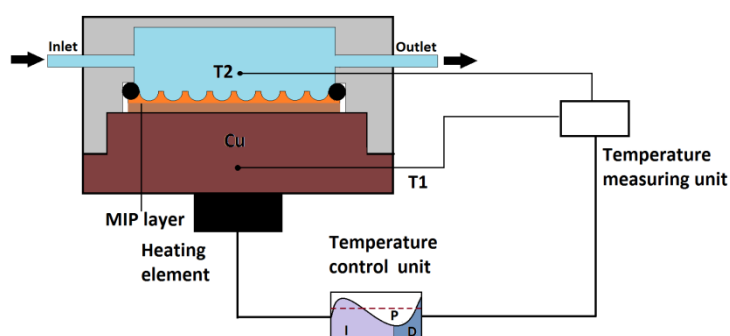 Inlet
Outlet
T2
Cu
T1
Temperature
measuring unit
MIP layer
Heating
element
Temperature
control unit
P
I
D